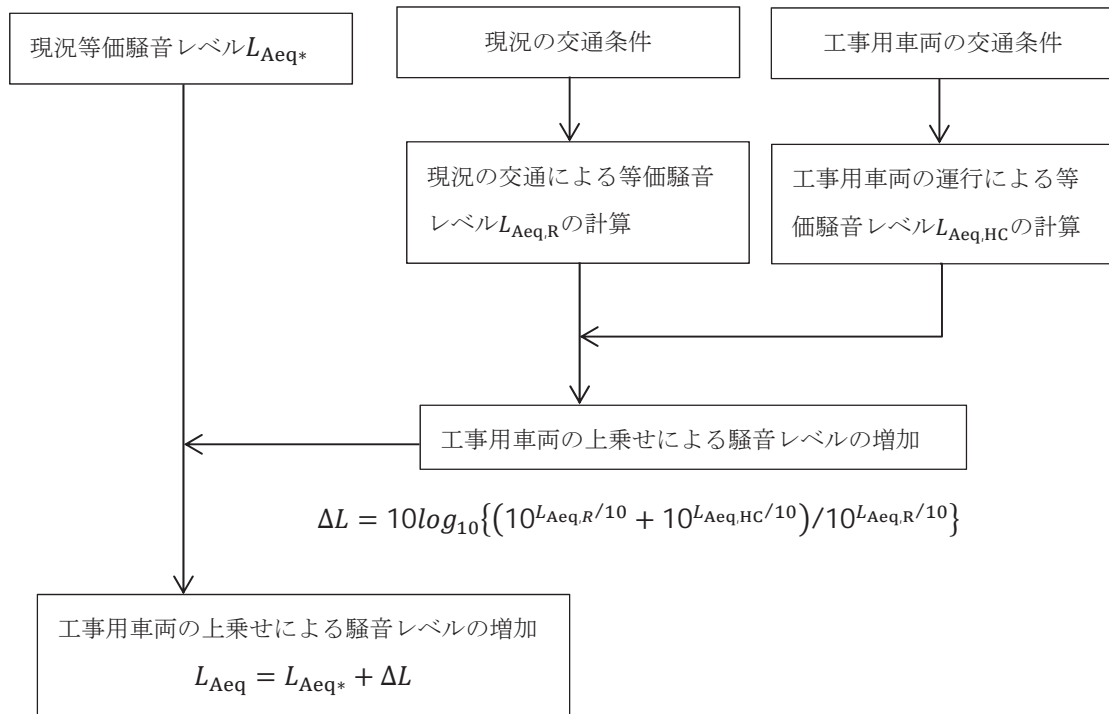 現況等価騒音レベルL_Aeq*
現況の交通条件
工事用車両の交通条件
現況の交通による等価騒音
レベルL_Aeq,Rの計算
工事用車両の運行による等
価騒音レベルL_Aeq,HCの計算
工事用車両の上乗せによる騒音レベルの増加
ΔL = 10log₁₀{(10^{L_Aeq,R/10} + 10^{L_Aeq,HC/10})/10^{L_Aeq,R/10}}
工事用車両の上乗せによる騒音レベルの増加
L_Aeq = L_Aeq* + ΔL